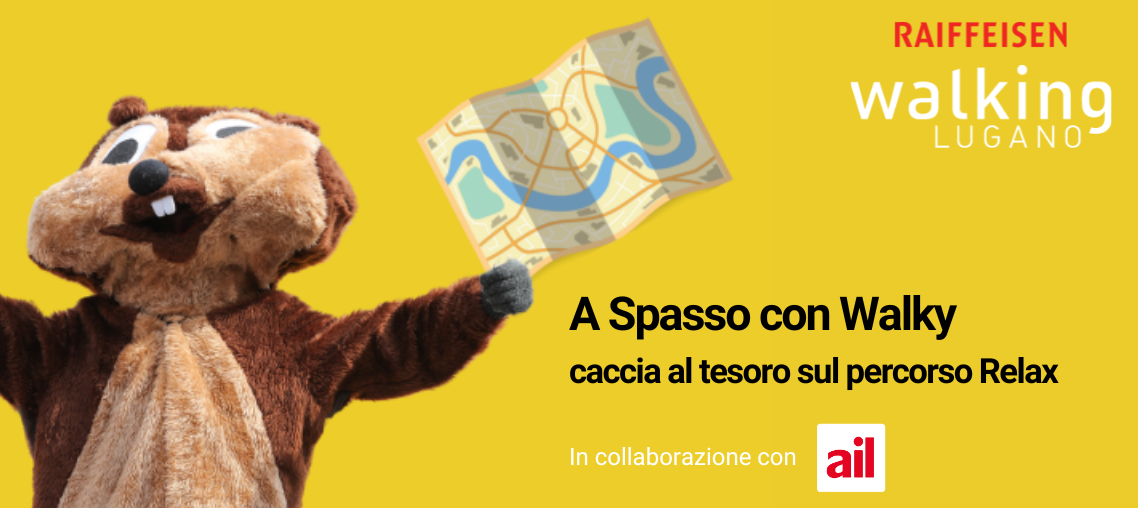 RAIFFEISEN
walking
LUGANO
A Spasso con Walky
caccia al tesoro sul percorso Relax
In collaborazione con
ail